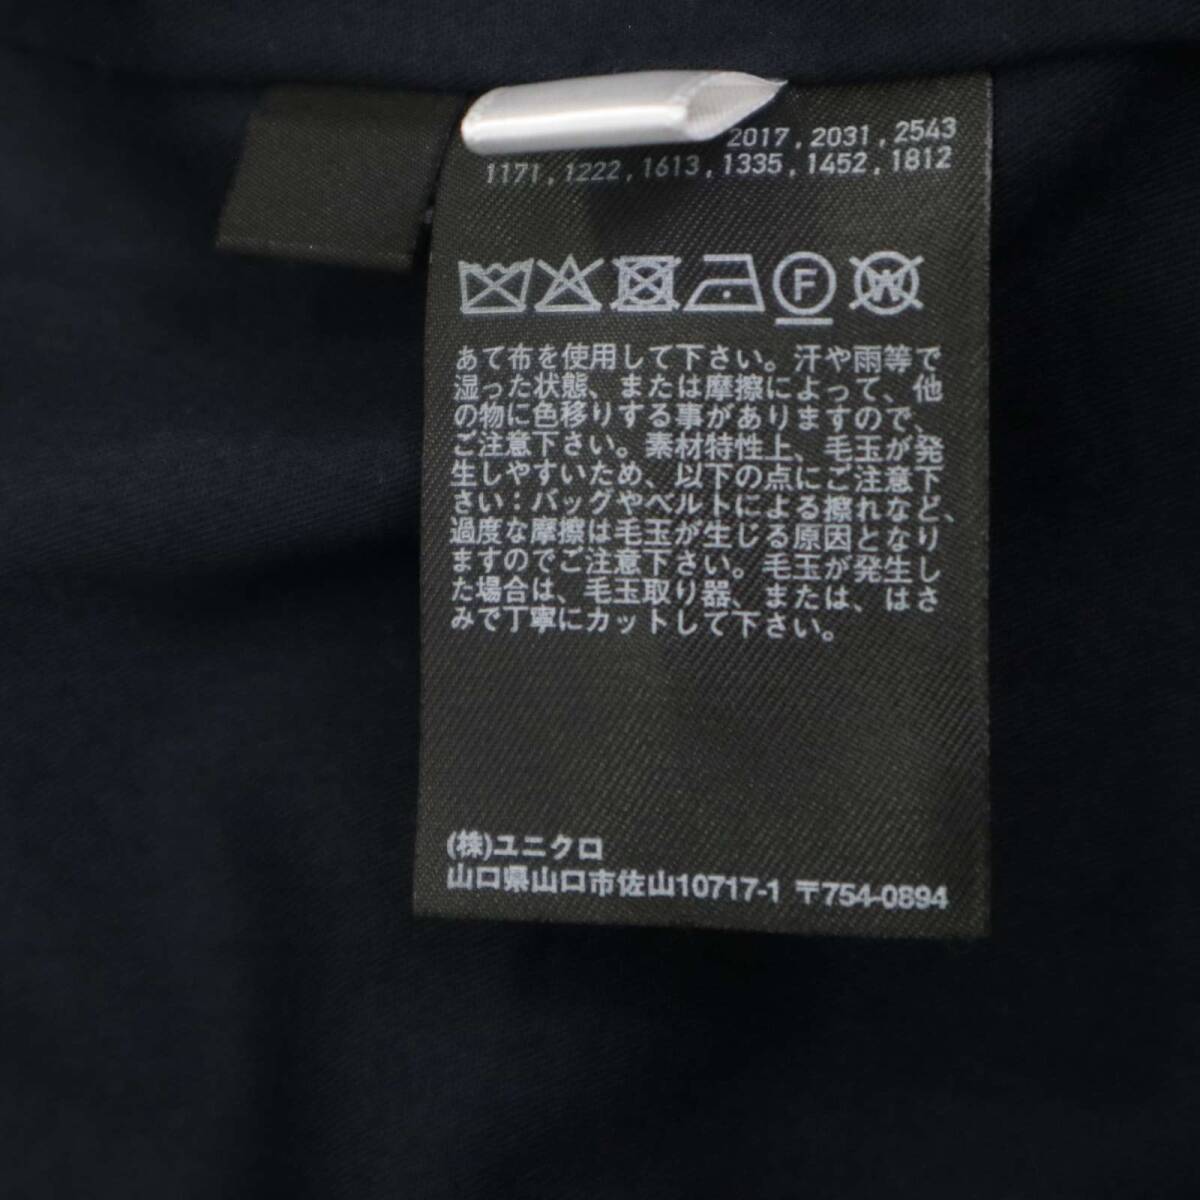 2017, 2031, 2543
1171, 1222, 1613, 1335, 1452, 1812
F W
あて布を使用して下さい。汗や雨等で
湿った状態、または摩擦によって、他
の物に色移りする事がありますので、
ご注意下さい。素材特性上、毛玉が発
生しやすいため、以下の点にご注意下
さい：バッグやベルトによる擦れなど、
過度な摩擦は毛玉が生じる原因となり
ますのでご注意下さい。毛玉が発生し
た場合は、毛玉取り器、または、はさ
みで丁寧にカットして下さい。
(株)ユニクロ
山口県山口市佐山10717-1 〒754-0894